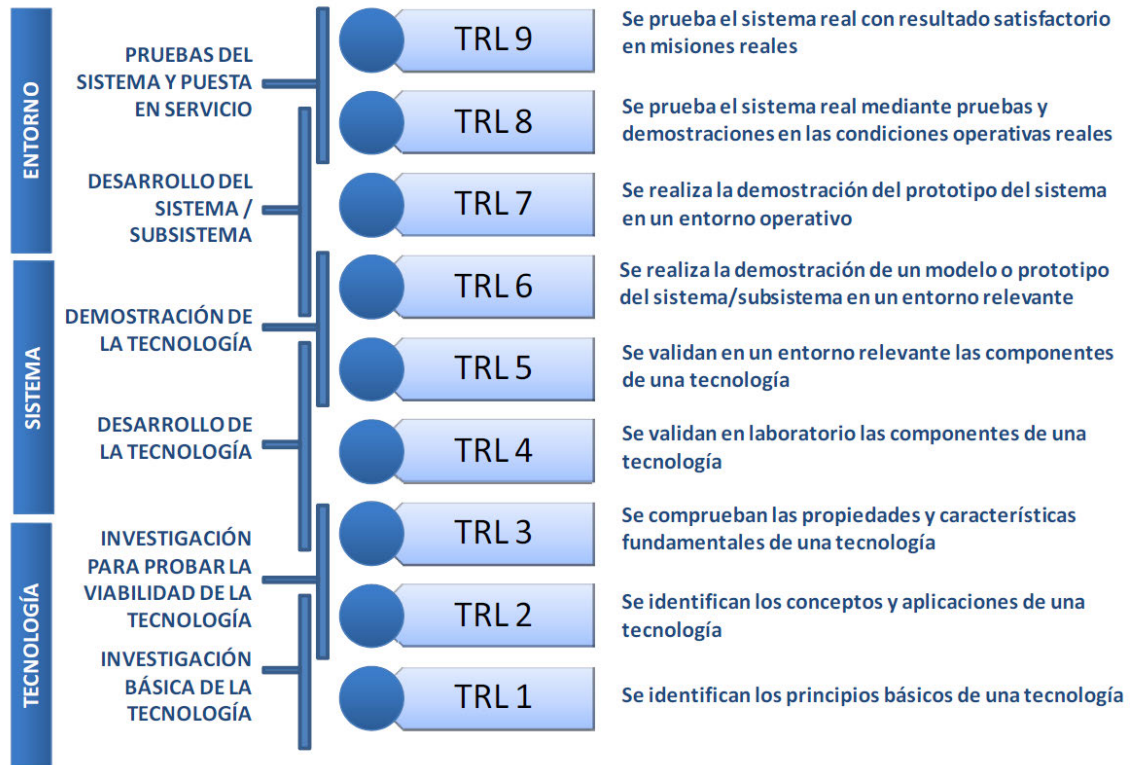 ENTORNO
SISTEMA
TECNOLOGÍA
PRUEBAS DEL
SISTEMA Y PUESTA
EN SERVICIO
DESARROLLO DEL
SISTEMA /
SUBSISTEMA
DEMOSTRACIÓN DE
LA TECNOLOGÍA
DESARROLLO DE
LA TECNOLOGÍA
INVESTIGACIÓN
PARA PROBAR LA
VIABILIDAD DE LA
TECNOLOGÍA
INVESTIGACIÓN
BÁSICA DE LA
TECNOLOGÍA
TRL 9
Se prueba el sistema real con resultado satisfactorio
en misiones reales
TRL 8
Se prueba el sistema real mediante pruebas y
demostraciones en las condiciones operativas reales
TRL 7
Se realiza la demostración del prototipo del sistema
en un entorno operativo
TRL 6
Se realiza la demostración de un modelo o prototipo
del sistema/subsistema en un entorno relevante
TRL 5
Se validan en un entorno relevante las componentes
de una tecnología
TRL 4
Se validan en laboratorio las componentes de una
tecnología
TRL 3
Se comprueban las propiedades y características
fundamentales de una tecnología
TRL 2
Se identifican los conceptos y aplicaciones de una
tecnología
TRL 1
Se identifican los principios básicos de una tecnología